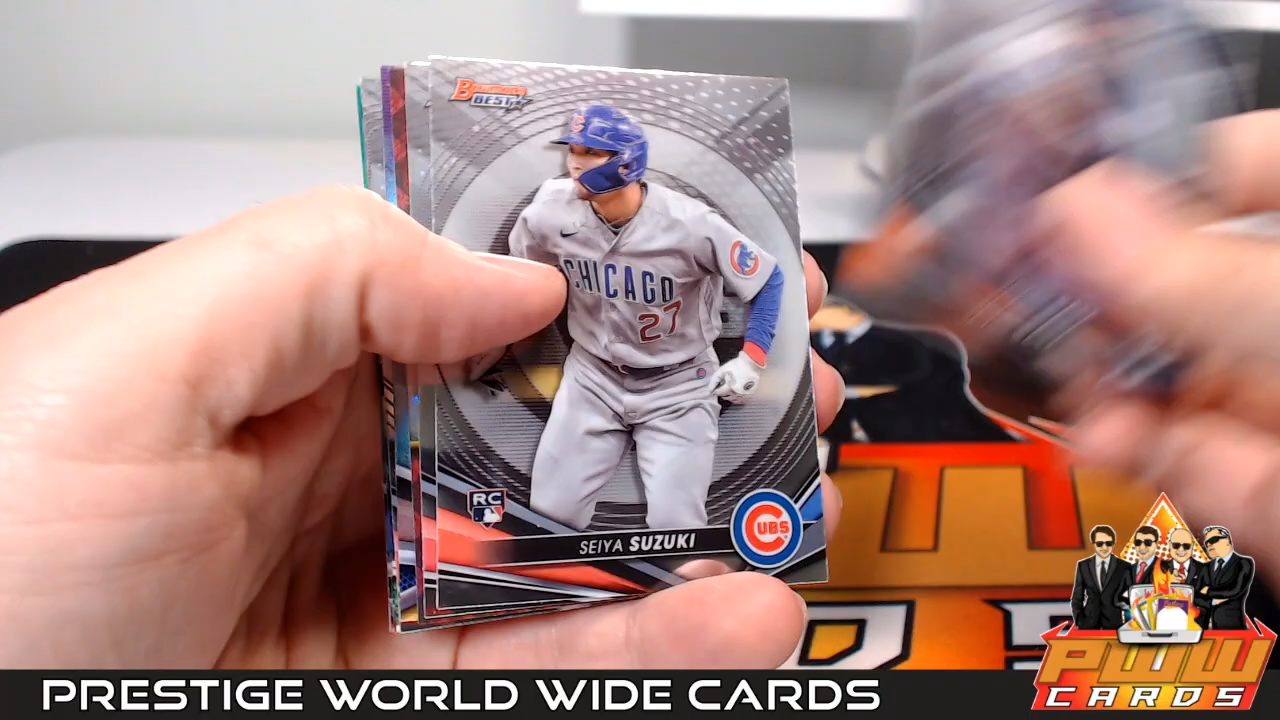 BOWMAN'S
BEST
CHICAGO
27
RC
SEIYA SUZUKI
CUBS
PRESTIGE WORLD WIDE CARDS
PWW
CARDS